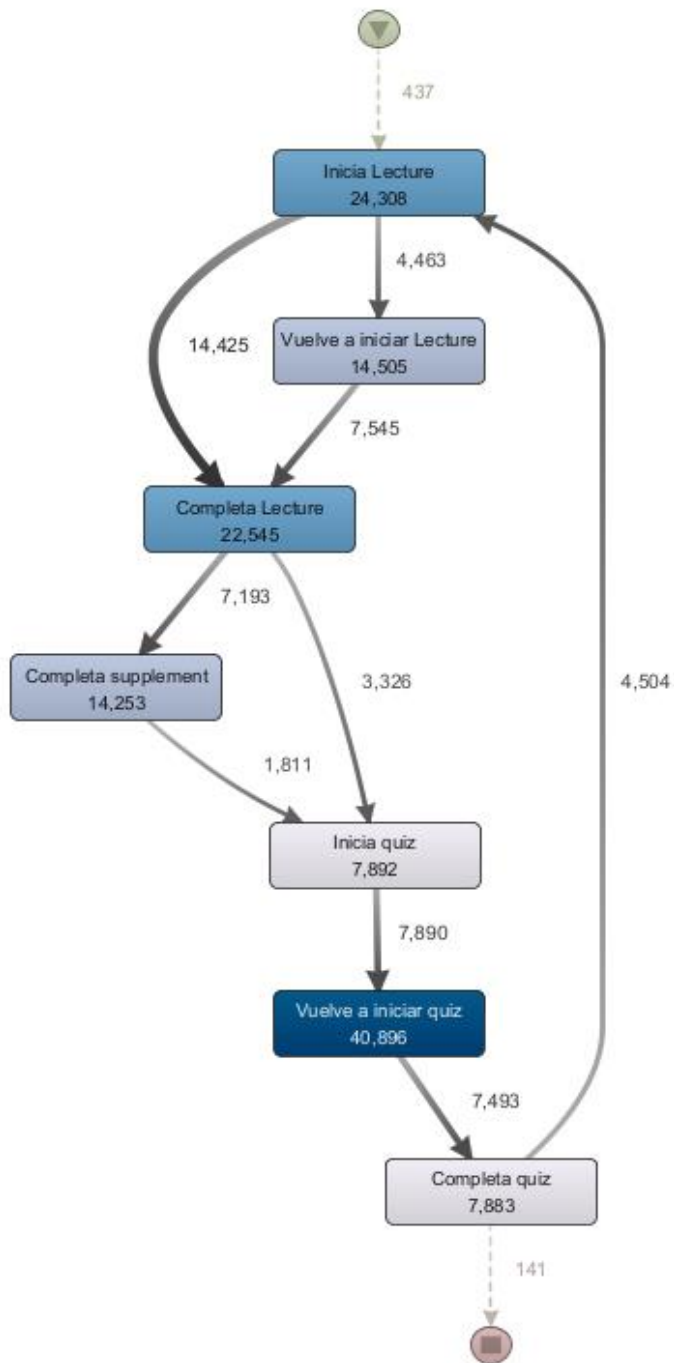 437
Inicia Lecture
24,308
4,463
14,425
Vuelve a iniciar Lecture
14,505
7,545
Completa Lecture
22,545
7,193
Completa supplement
14,253
3,326
4,504
1,811
Inicia quiz
7,892
7,890
Vuelve a iniciar quiz
40,896
7,493
Completa quiz
7,883
141